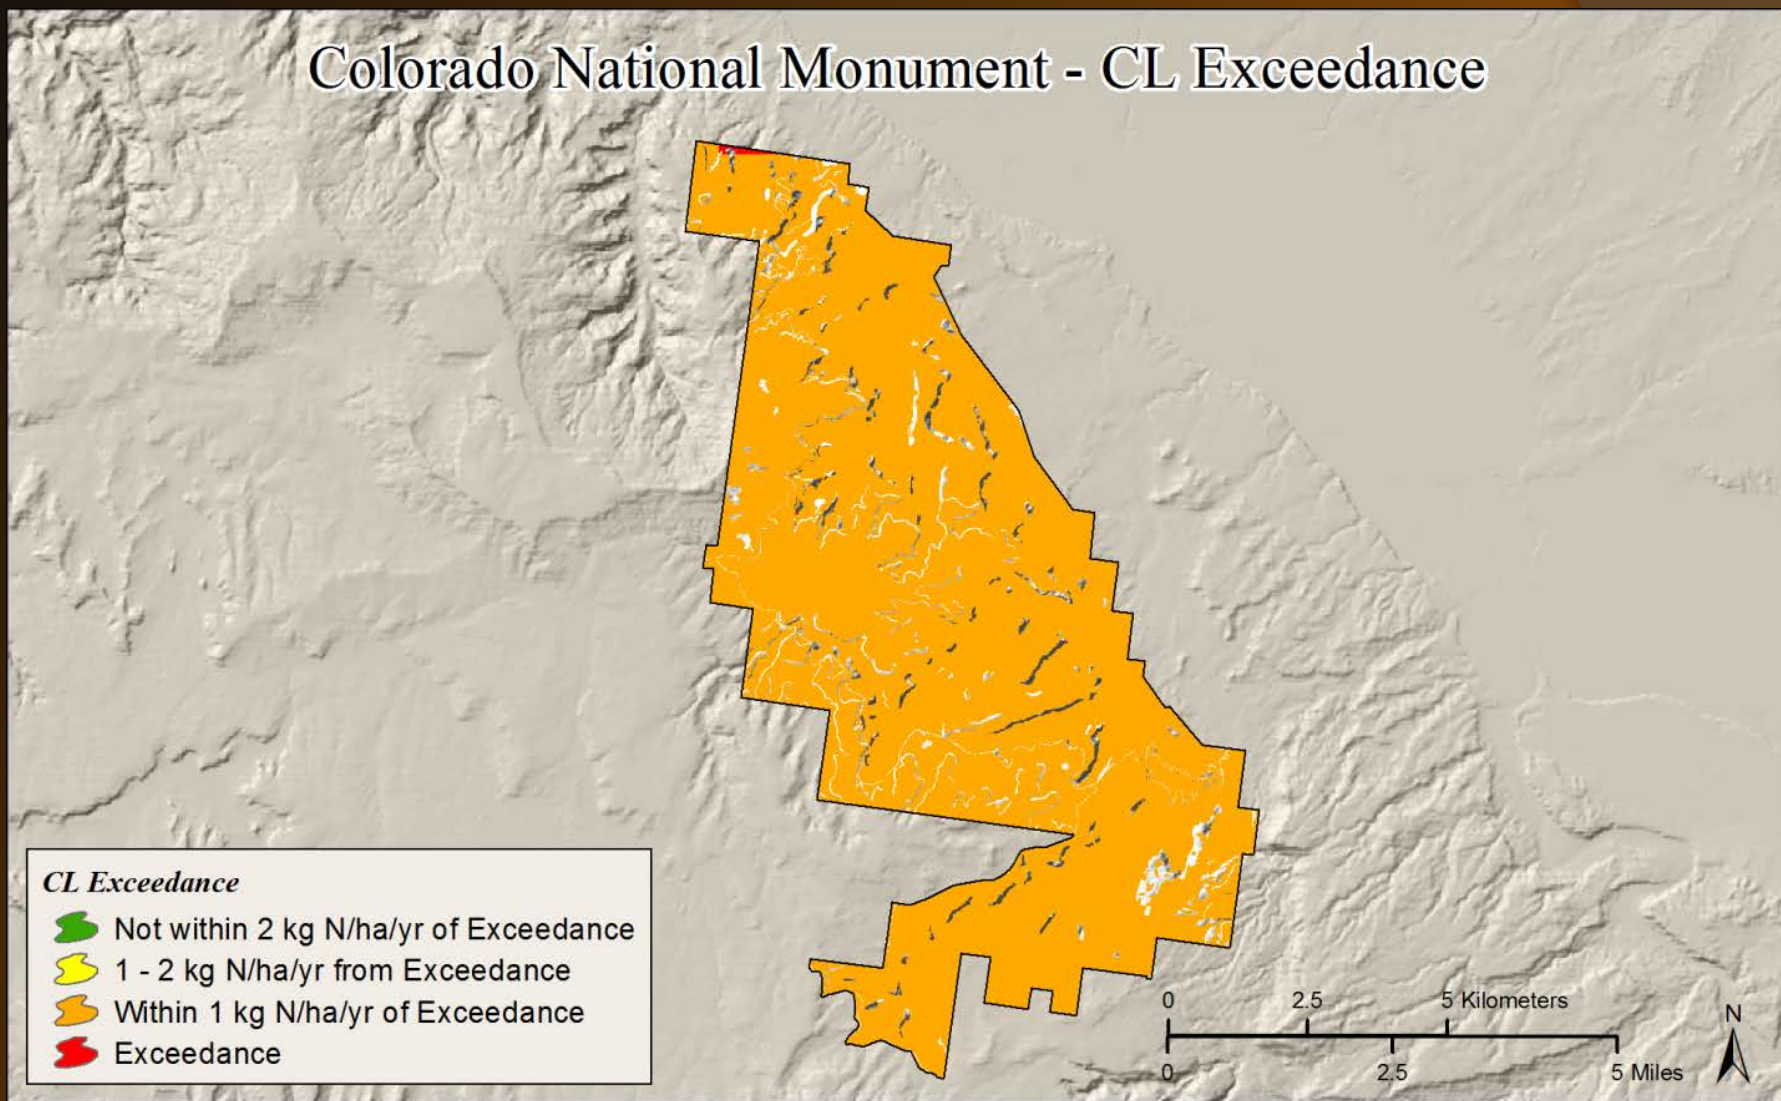 Colorado National Monument - CL Exceedance
CL Exceedance
Not within 2 kg N/ha/yr of Exceedance
1 - 2 kg N/ha/yr from Exceedance
Within 1 kg N/ha/yr of Exceedance
Exceedance
0 2.5 5 Kilometers
0 2.5 5 Miles
N